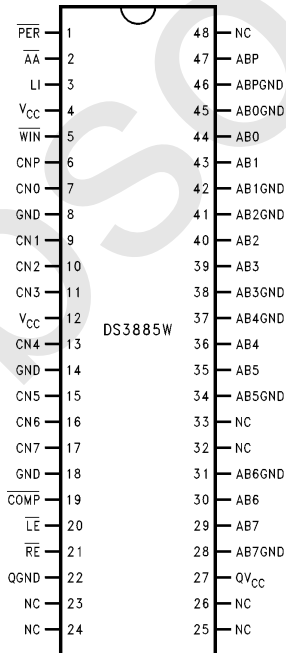 PER 1 48 NC
AA 2 47 ABP
LI 3 46 ABPGND
VCC 4 45 AB0GND
WIN 5 44 AB0
CNP 6 43 AB1
CN0 7 42 AB1GND
GND 8 41 AB2GND
CN1 9 40 AB2
CN2 10 39 AB3
CN3 11 38 AB3GND
VCC 12 37 AB4GND
DS3885W
CN4 13 36 AB4
GND 14 35 AB5
CN5 15 34 AB5GND
CN6 16 33 NC
CN7 17 32 NC
GND 18 31 AB6GND
COMP 19 30 AB6
LE 20 29 AB7
RE 21 28 AB7GND
QGND 22 27 QVCC
NC 23 26 NC
NC 24 25 NC